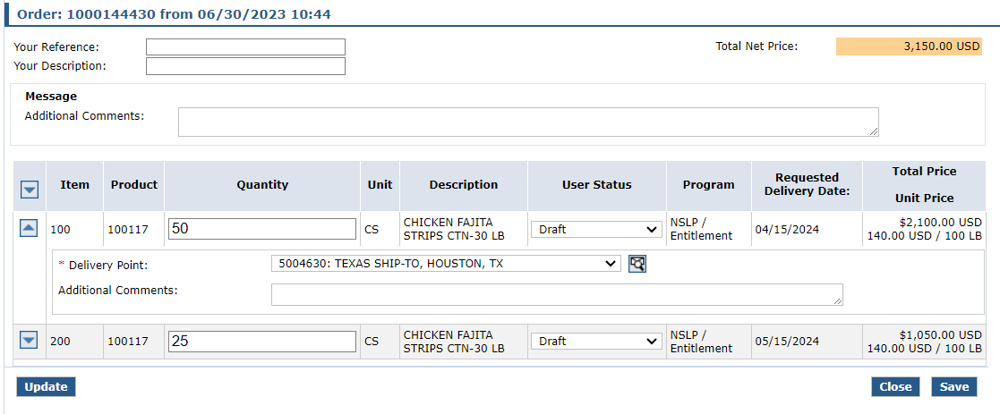 Order: 1000144430 from 06/30/2023 10:44
Your Reference:
Total Net Price: 3,150.00 USD
Your Description:
Message
Additional Comments:
Item Product Quantity Unit Description User Status Program Requested Delivery Date: Total Price Unit Price
100 100117 50 CS CHICKEN FAJITA STRIPS CTN-30 LB Draft NSLP / Entitlement 04/15/2024 $2,100.00 USD 140.00 USD / 100 LB
* Delivery Point: 5004630: TEXAS SHIP-TO, HOUSTON, TX
Additional Comments:
200 100117 25 CS CHICKEN FAJITA STRIPS CTN-30 LB Draft NSLP / Entitlement 05/15/2024 $1,050.00 USD 140.00 USD / 100 LB
Update Close Save